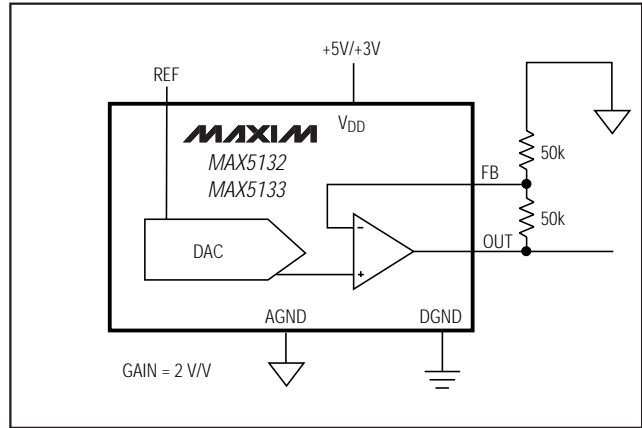 +5V/+3V
REF
VDD
MAXIM
MAX5132
MAX5133
50k
FB
50k
DAC
-
+
OUT
AGND
DGND
GAIN = 2 V/V